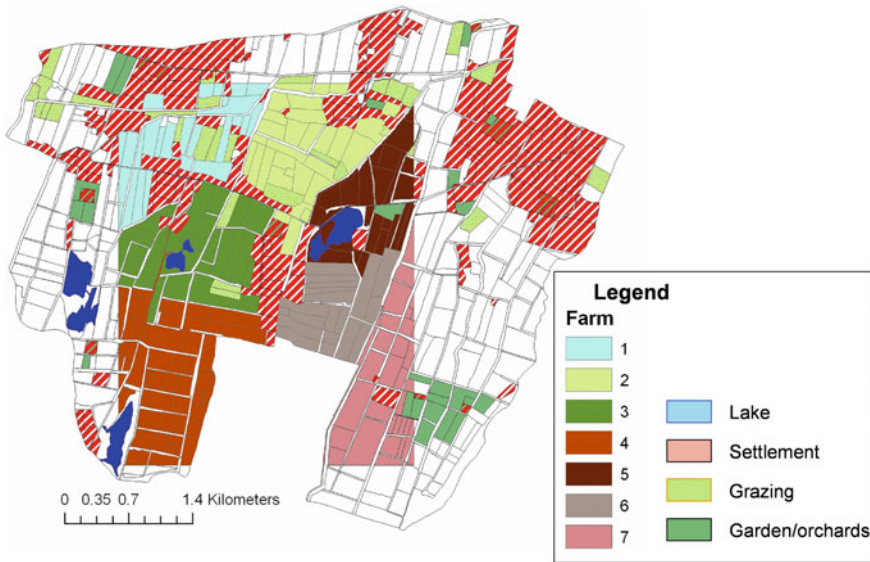 Legend
Farm
1
2
3
4
5
6
7
Lake
Settlement
Grazing
Garden/orchards
0 0.35 0.7 1.4 Kilometers